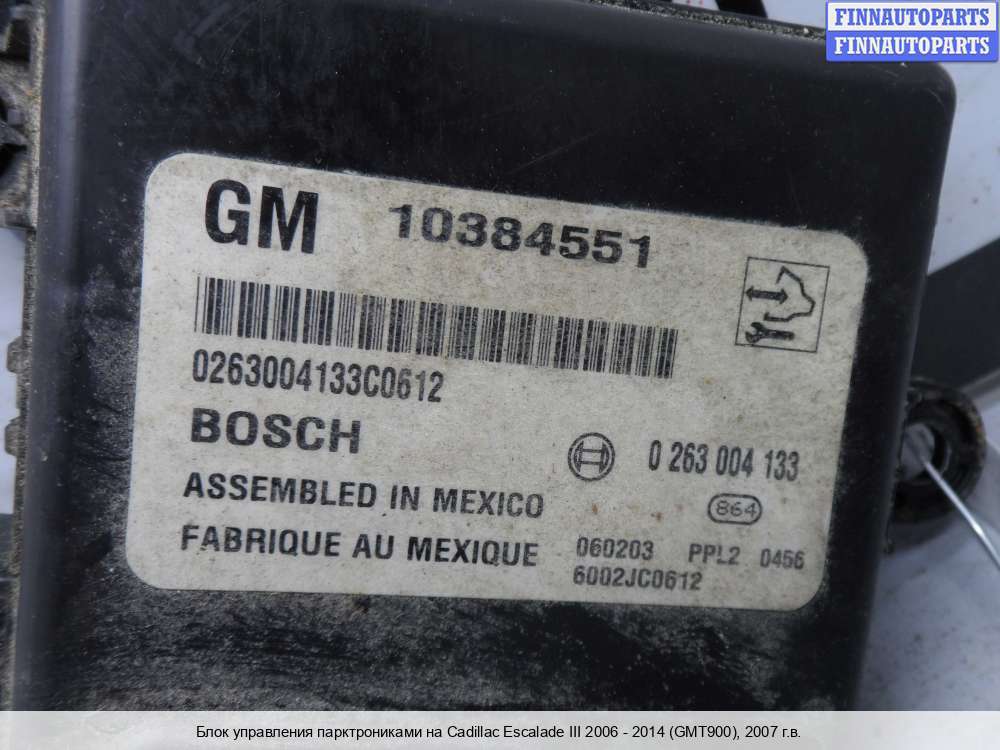 FINNAUTOPARTS
FINNAUTOPARTS
GM 10384551
0263004133C0612
BOSCH
0 263 004 133
ASSEMBLED IN MEXICO
864
FABRIQUE AU MEXIQUE
060203 PPL2 0456
6002JC0612
Блок управления парктрониками на Cadillac Escalade III 2006 - 2014 (GMT900), 2007 г.в.